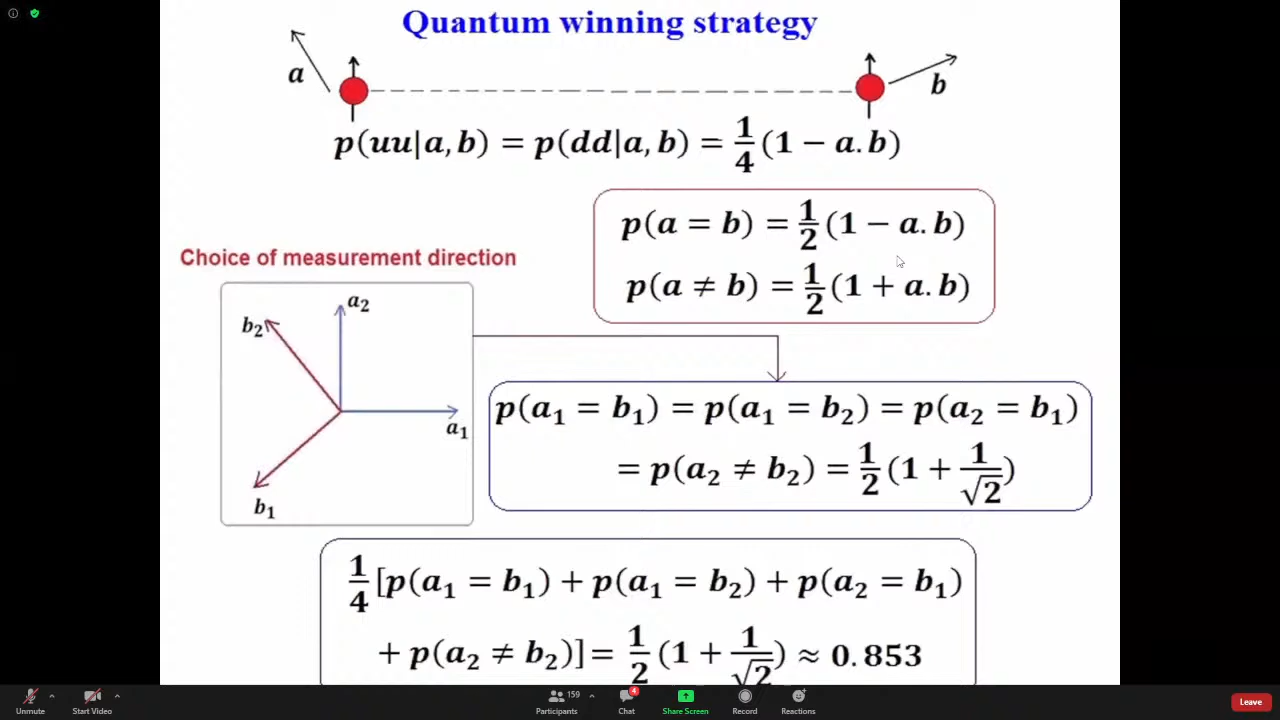 Quantum winning strategy
a
b
p(uu|a, b) = p(dd|a, b) = 1/4 (1 − a.b)
p(a = b) = 1/2 (1 − a.b)
p(a ≠ b) = 1/2 (1 + a.b)
Choice of measurement direction
a₂
b₂
a₁
b₁
p(a₁ = b₁) = p(a₁ = b₂) = p(a₂ = b₁)
= p(a₂ ≠ b₂) = 1/2 (1 + 1/√2)
1/4 [p(a₁ = b₁) + p(a₁ = b₂) + p(a₂ = b₁)
+ p(a₂ ≠ b₂)] = 1/2 (1 + 1/√2) ≈ 0.853
159
4
Unmute
Start Video
Participants
Chat
Share Screen
Record
Reactions
Leave